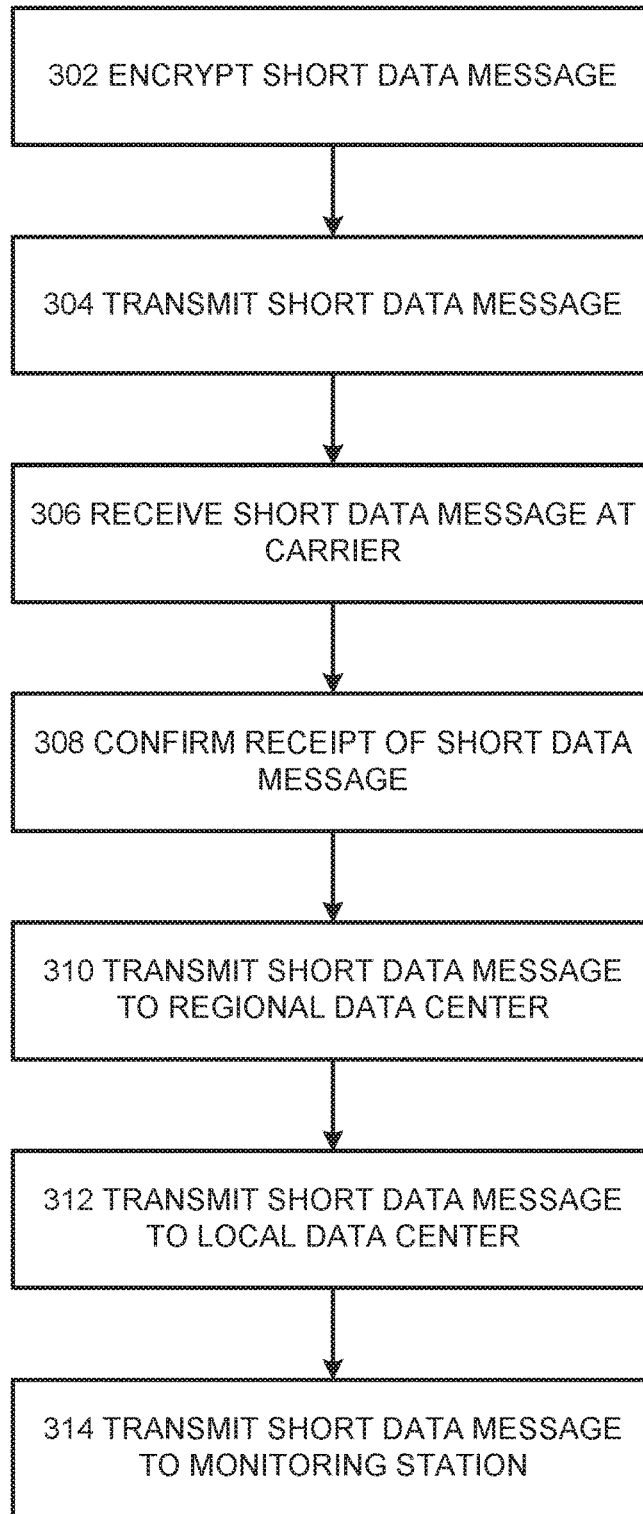 302 ENCRYPT SHORT DATA MESSAGE
304 TRANSMIT SHORT DATA MESSAGE
306 RECEIVE SHORT DATA MESSAGE AT
CARRIER
308 CONFIRM RECEIPT OF SHORT DATA
MESSAGE
310 TRANSMIT SHORT DATA MESSAGE
TO REGIONAL DATA CENTER
312 TRANSMIT SHORT DATA MESSAGE
TO LOCAL DATA CENTER
314 TRANSMIT SHORT DATA MESSAGE
TO MONITORING STATION